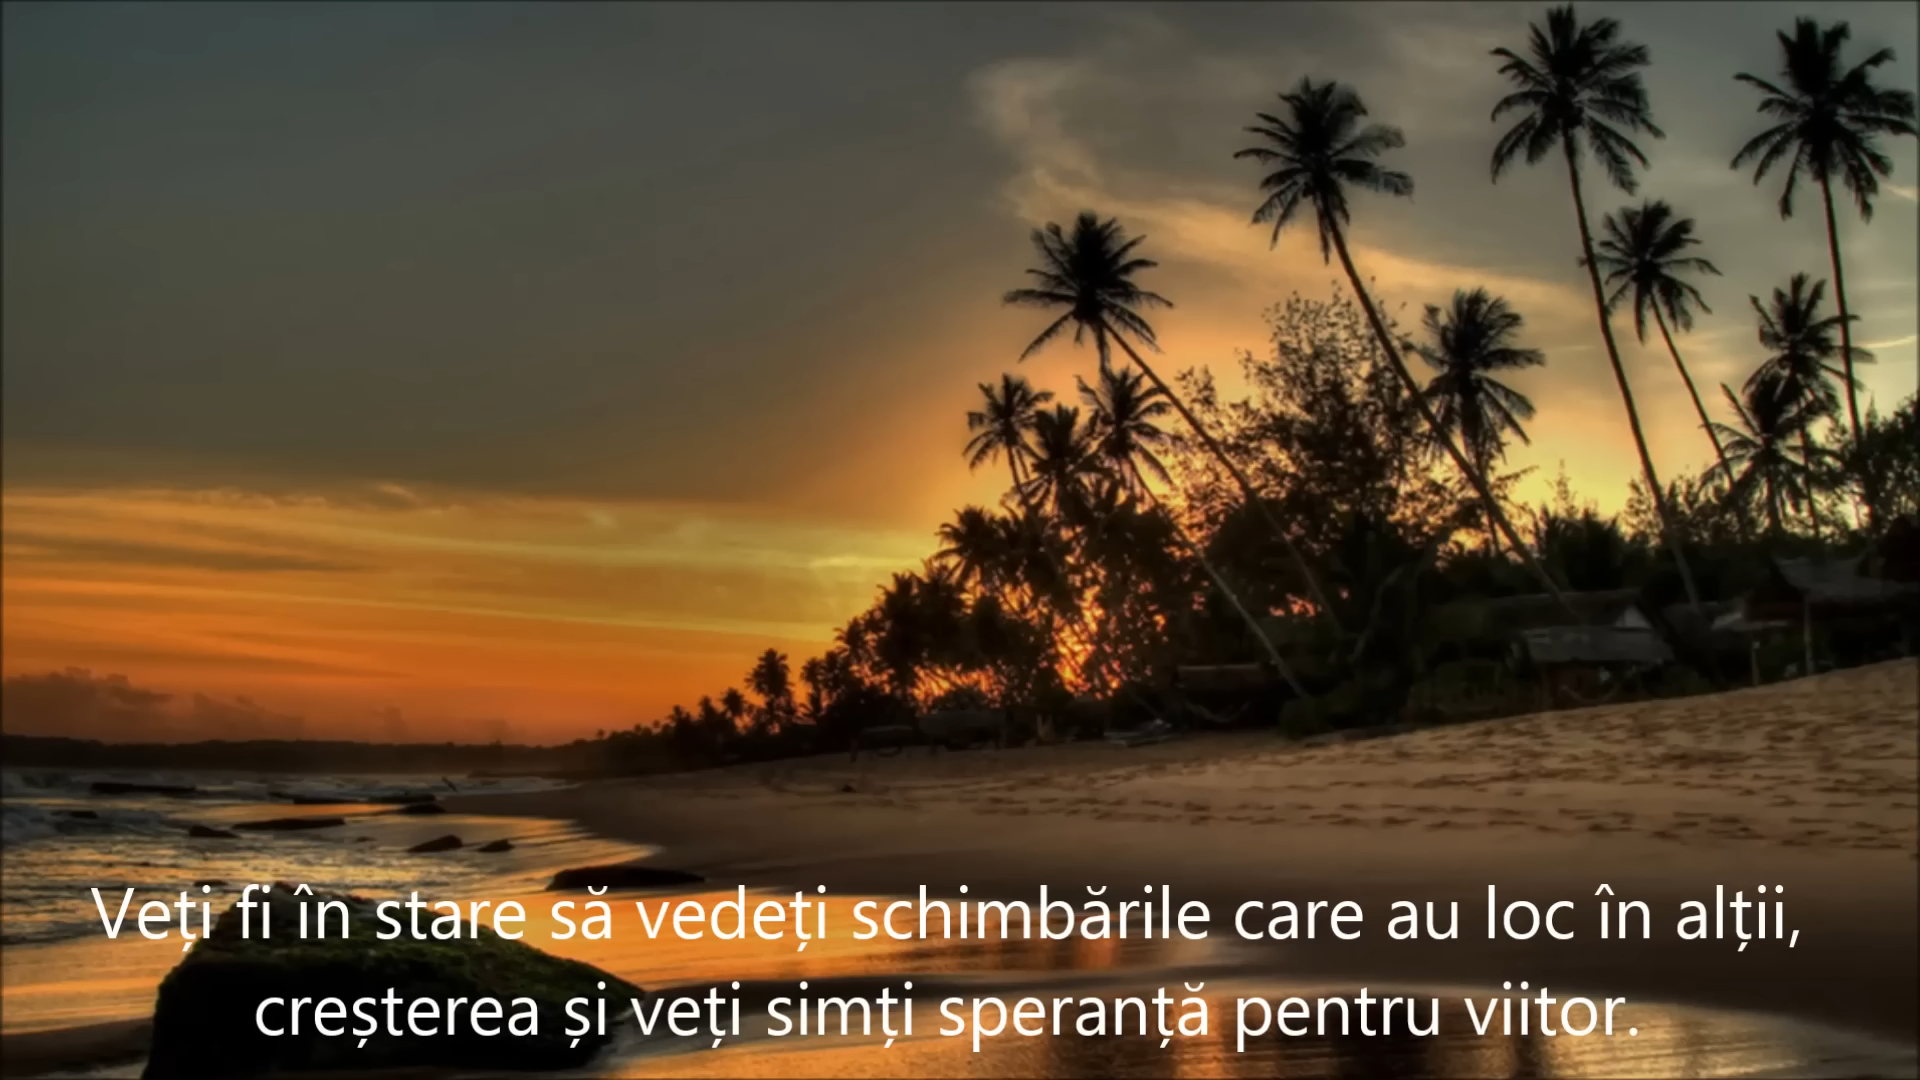 Veți fi în stare să vedeți schimbările care au loc în alții,
creșterea și veți simți speranță pentru viitor.